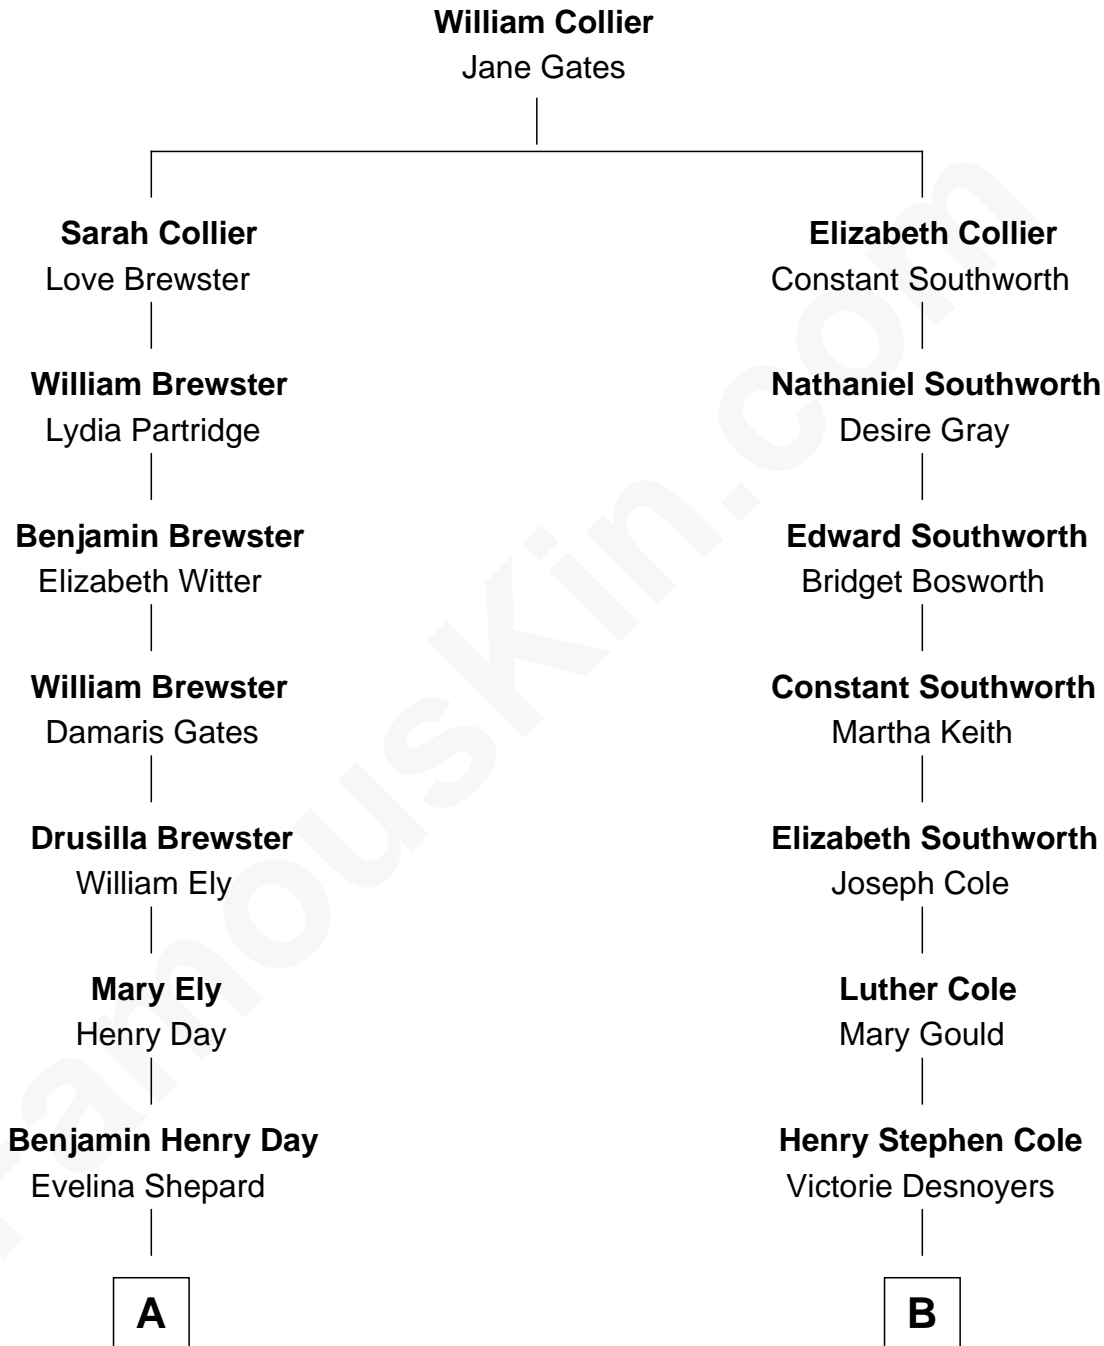 William Collier
Jane Gates
Sarah Collier
Love Brewster
Elizabeth Collier
Constant Southworth
William Brewster
Lydia Partridge
Nathaniel Southworth
Desire Gray
Benjamin Brewster
Elizabeth Witter
Edward Southworth
Bridget Bosworth
William Brewster
Damaris Gates
Constant Southworth
Martha Keith
Drusilla Brewster
William Ely
Elizabeth Southworth
Joseph Cole
Mary Ely
Henry Day
Luther Cole
Mary Gould
Benjamin Henry Day
Evelina Shepard
Henry Stephen Cole
Victorie Desnoyers
A
B
FamousKin.com